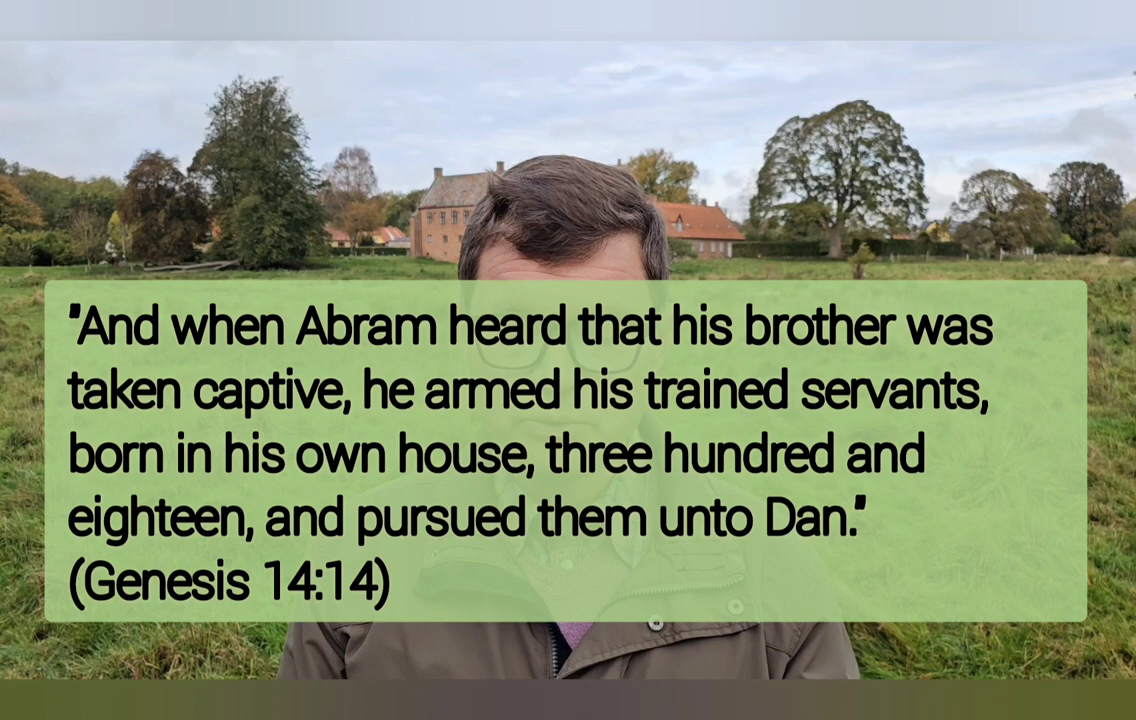 "And when Abram heard that his brother was
taken captive, he armed his trained servants,
born in his own house, three hundred and
eighteen, and pursued them unto Dan."
(Genesis 14:14)